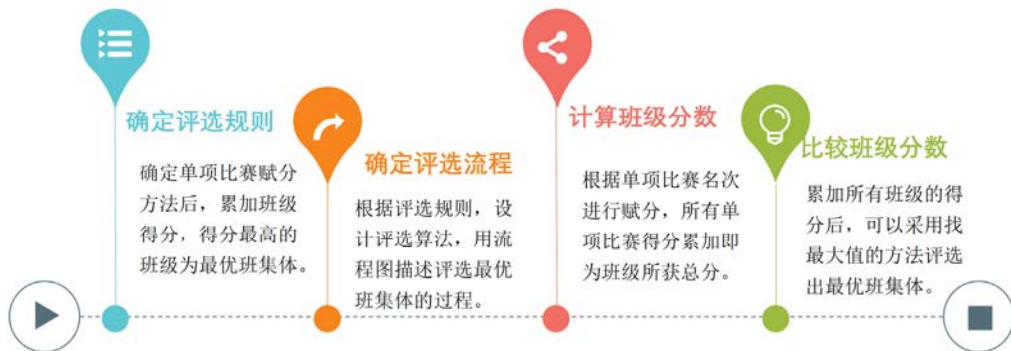 确定评选规则
确定单项比赛赋分
方法后，累加班级
得分，得分最高的
班级为最优班集体。
确定评选流程
根据评选规则，设
计评选算法，用流
程图描述评选最优
班集体的过程。
计算班级分数
根据单项比赛名次
进行赋分，所有单
项比赛得分累加即
为班级所获总分。
比较班级分数
累加所有班级的得
分后，可以采用找
最大值的方法评选
出最优班集体。